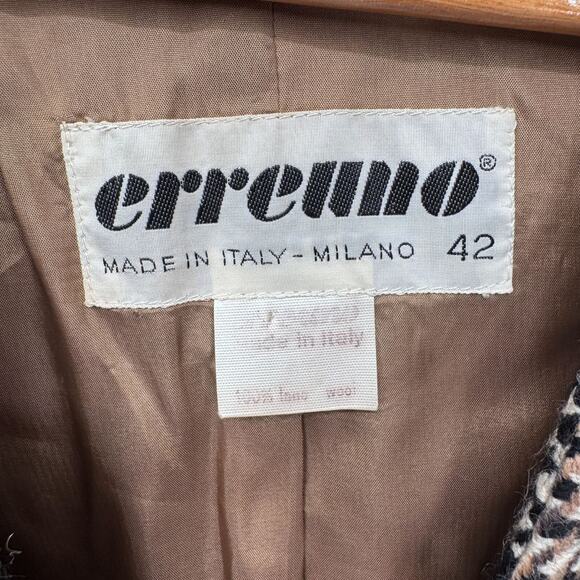 erreuno®
MADE IN ITALY - MILANO 42
Made in Italy
100% lana wool